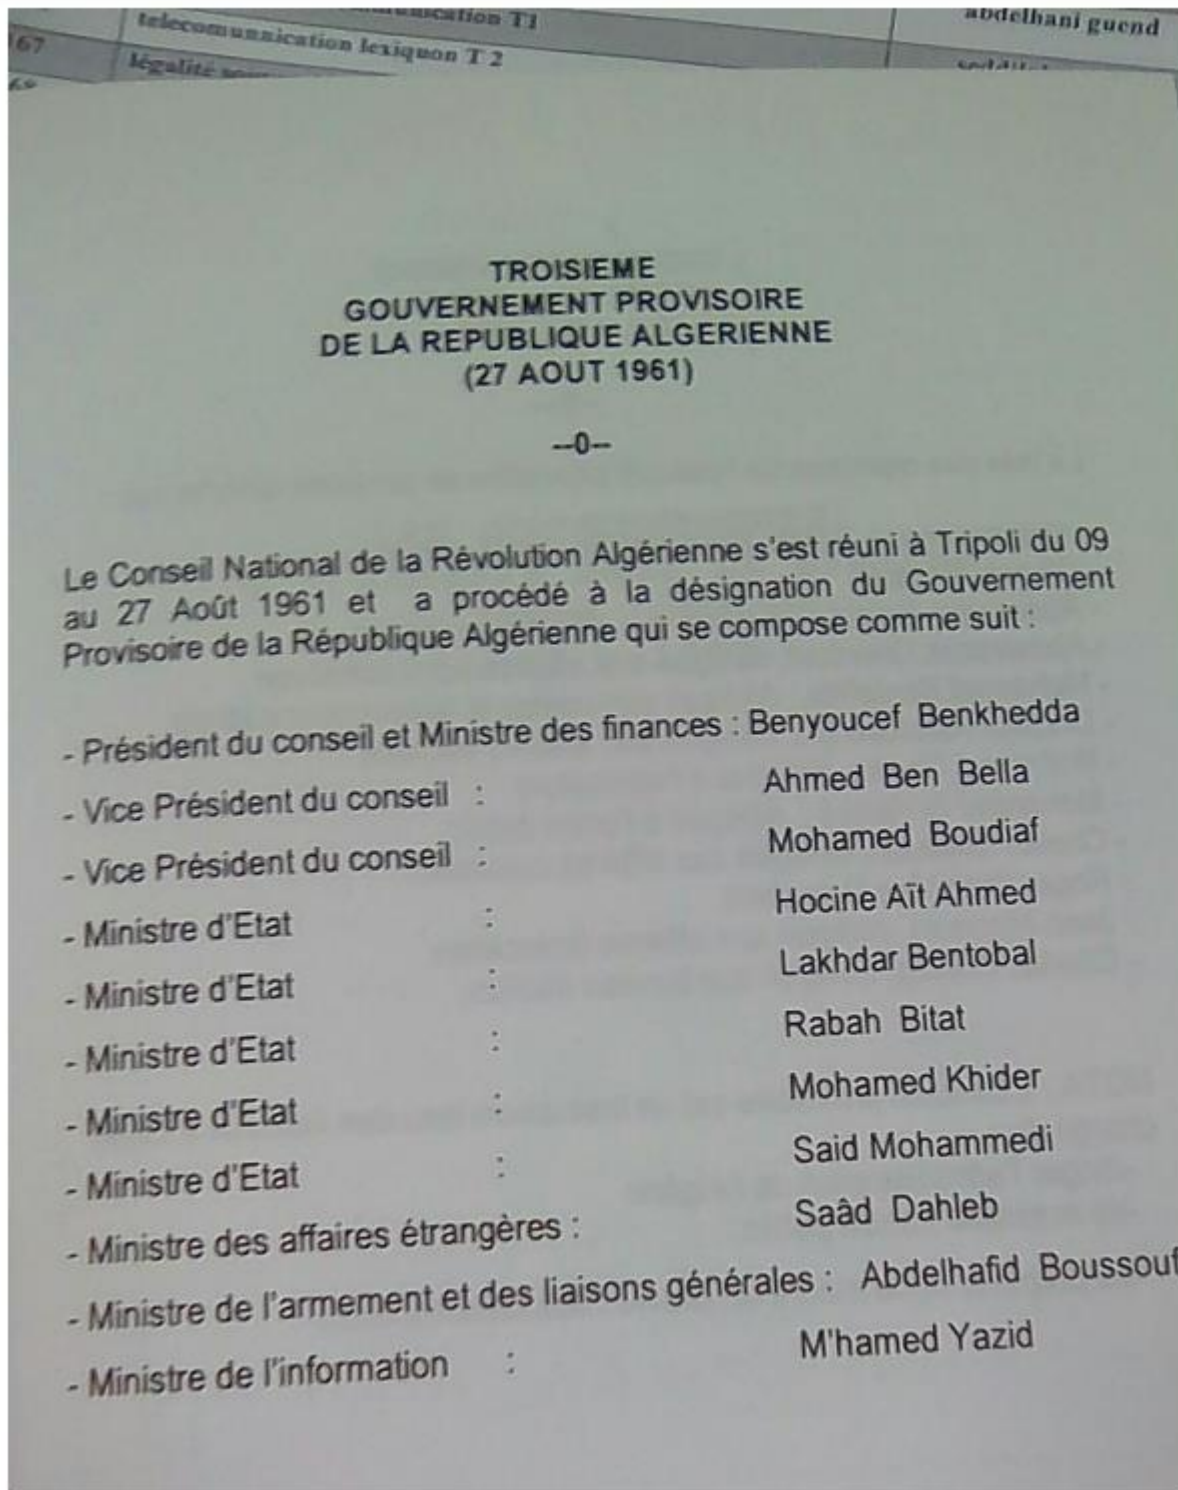 telecomunnication lexiquon T 2
T1
abdelhani guend
167
légalité
TROISIEME
GOUVERNEMENT PROVISOIRE
DE LA REPUBLIQUE ALGERIENNE
(27 AOUT 1961)
--0--
Le Conseil National de la Révolution Algérienne s'est réuni à Tripoli du 09
au 27 Août 1961 et a procédé à la désignation du Gouvernement
Provisoire de la République Algérienne qui se compose comme suit :
- Président du conseil et Ministre des finances : Benyoucef Benkhedda
- Vice Président du conseil : Ahmed Ben Bella
- Vice Président du conseil : Mohamed Boudiaf
- Ministre d'Etat : Hocine Aït Ahmed
- Ministre d'Etat : Lakhdar Bentobal
- Ministre d'Etat : Rabah Bitat
- Ministre d'Etat : Mohamed Khider
- Ministre d'Etat : Said Mohammedi
- Ministre des affaires étrangères : Saâd Dahleb
- Ministre de l'armement et des liaisons générales : Abdelhafid Boussouf
- Ministre de l'information : M'hamed Yazid